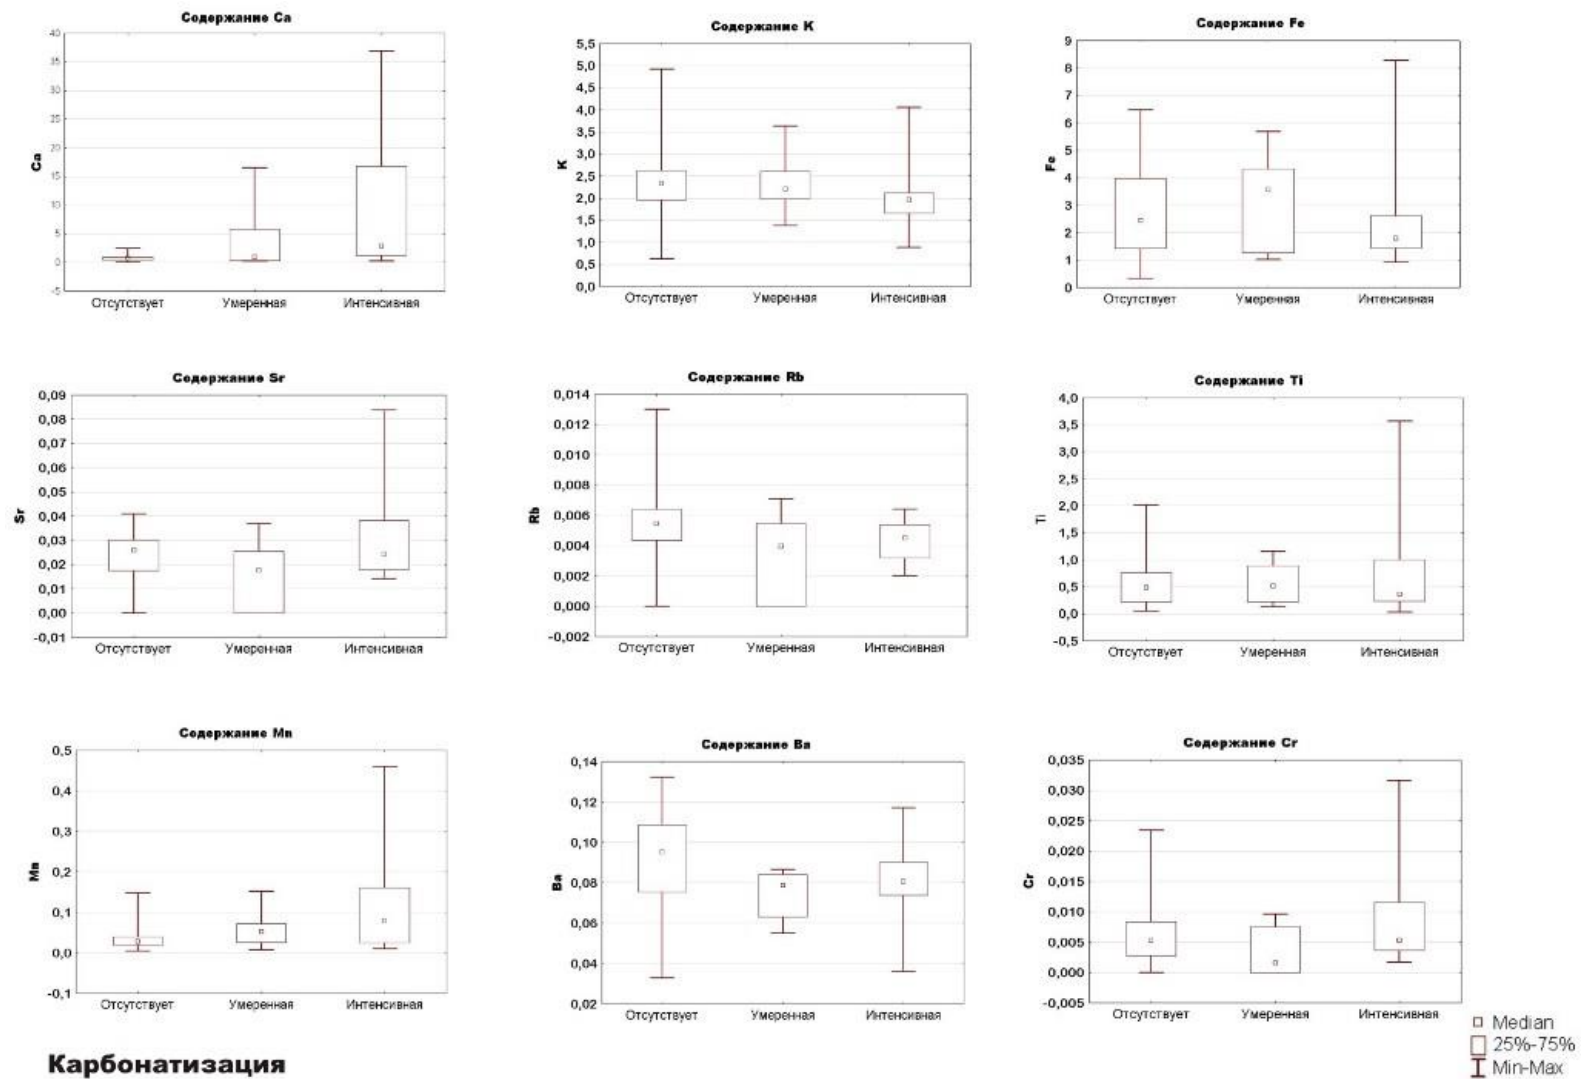 Содержание Ca
40
35
30
25
20
15
10
5
0
-5
Ca
Отсутствует Умеренная Интенсивная
Содержание K
5,5
5,0
4,5
4,0
3,5
3,0
2,5
2,0
1,5
1,0
0,5
0,0
K
Отсутствует Умеренная Интенсивная
Содержание Fe
9
8
7
6
5
4
3
2
1
0
Fe
Отсутствует Умеренная Интенсивная
Содержание Sr
0,09
0,08
0,07
0,06
0,05
0,04
0,03
0,02
0,01
0,00
-0,01
Sr
Отсутствует Умеренная Интенсивная
Содержание Rb
0,014
0,012
0,010
0,008
0,006
0,004
0,002
0,000
-0,002
Rb
Отсутствует Умеренная Интенсивная
Содержание Ti
4,0
3,5
3,0
2,5
2,0
1,5
1,0
0,5
0,0
-0,5
Ti
Отсутствует Умеренная Интенсивная
Содержание Mn
0,5
0,4
0,3
0,2
0,1
0,0
-0,1
Mn
Отсутствует Умеренная Интенсивная
Содержание Ba
0,14
0,12
0,10
0,08
0,06
0,04
0,02
Ba
Отсутствует Умеренная Интенсивная
Содержание Cr
0,035
0,030
0,025
0,020
0,015
0,010
0,005
0,000
-0,005
Cr
Отсутствует Умеренная Интенсивная
Median
25%-75%
Min-Max
Карбонатизация